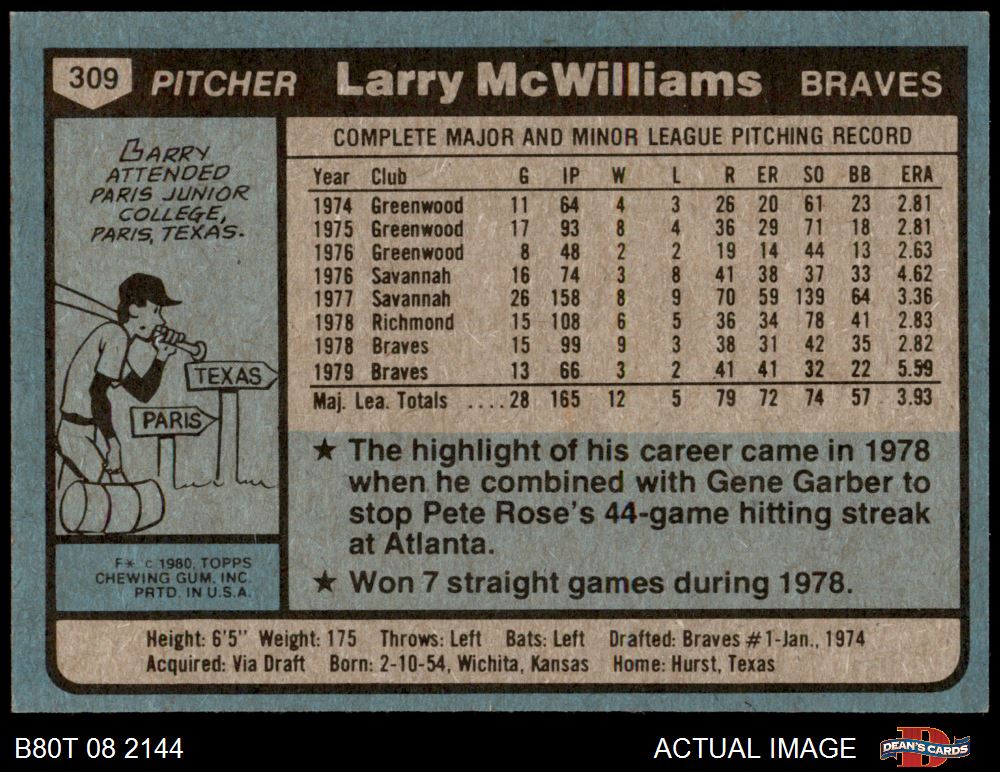 309 PITCHER Larry McWilliams BRAVES
BARRY
ATTENDED
PARIS JUNIOR
COLLEGE,
PARIS, TEXAS.
TEXAS
PARIS
F* © 1980, TOPPS
CHEWING GUM, INC.
PRTD. IN U.S.A.
COMPLETE MAJOR AND MINOR LEAGUE PITCHING RECORD
Year Club G IP W L R ER SO BB ERA
1974 Greenwood 11 64 4 3 26 20 61 23 2.81
1975 Greenwood 17 93 8 4 36 29 71 18 2.81
1976 Greenwood 8 48 2 2 19 14 44 13 2.63
1976 Savannah 16 74 3 8 41 38 37 33 4.62
1977 Savannah 26 158 8 9 70 59 139 64 3.36
1978 Richmond 15 108 6 5 36 34 78 41 2.83
1978 Braves 15 99 9 3 38 31 42 35 2.82
1979 Braves 13 66 3 2 41 41 32 22 5.59
Maj. Lea. Totals ....28 165 12 5 79 72 74 57 3.93
★ The highlight of his career came in 1978
when he combined with Gene Garber to
stop Pete Rose's 44-game hitting streak
at Atlanta.
★ Won 7 straight games during 1978.
Height: 6'5" Weight: 175 Throws: Left Bats: Left Drafted: Braves #1-Jan., 1974
Acquired: Via Draft Born: 2-10-54, Wichita, Kansas Home: Hurst, Texas
B80T 08 2144 ACTUAL IMAGE D DEAN'S CARDS